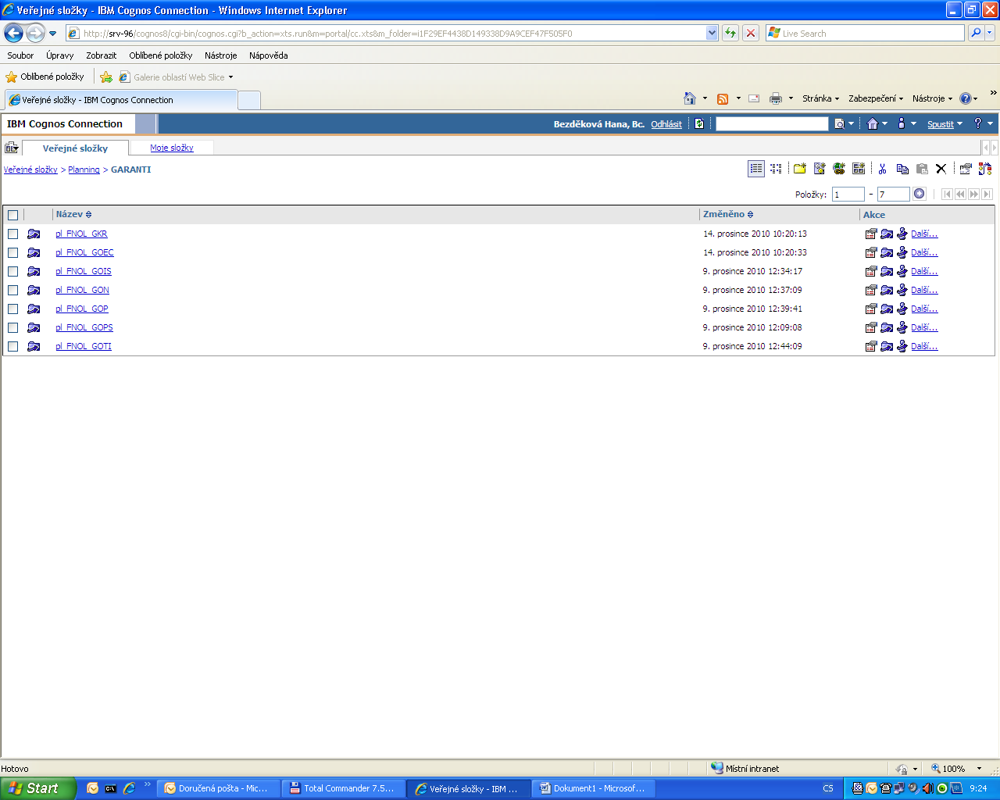 Veřejné složky - IBM Cognos Connection - Windows Internet Explorer
http://srv-96/cognos8/cgi-bin/cognos.cgi?b_action=xts.run&m=portal/cc.xts&m_folder=i1F29EF4438D149338D9A9CEF47F505F0
Live Search
Soubor Úpravy Zobrazit Oblíbené položky Nástroje Nápověda
Oblíbené položky Galerie oblastí Web Slice
Veřejné složky - IBM Cognos Connection
Stránka Zabezpečení Nástroje »
IBM Cognos Connection
Bezděková Hana, Bc. Odhlásit Spustit ?
Veřejné složky Moje složky
Veřejné složky > Planning > GARANTI
Položky: 1 - 7
Název Změněno Akce
pl_FNOL_GKR 14. prosince 2010 10:20:13 Další...
pl_FNOL_GOEC 14. prosince 2010 10:20:33 Další...
pl_FNOL_GOIS 9. prosince 2010 12:34:17 Další...
pl_FNOL_GON 9. prosince 2010 12:37:09 Další...
pl_FNOL_GOP 9. prosince 2010 12:39:41 Další...
pl_FNOL_GOPS 9. prosince 2010 12:09:08 Další...
pl_FNOL_GOTI 9. prosince 2010 12:44:09 Další...
Hotovo Místní intranet 100%
Start » Doručená pošta - Mic... Total Commander 7.5... Veřejné složky - IBM ... Dokument1 - Microsof... CS 9:24